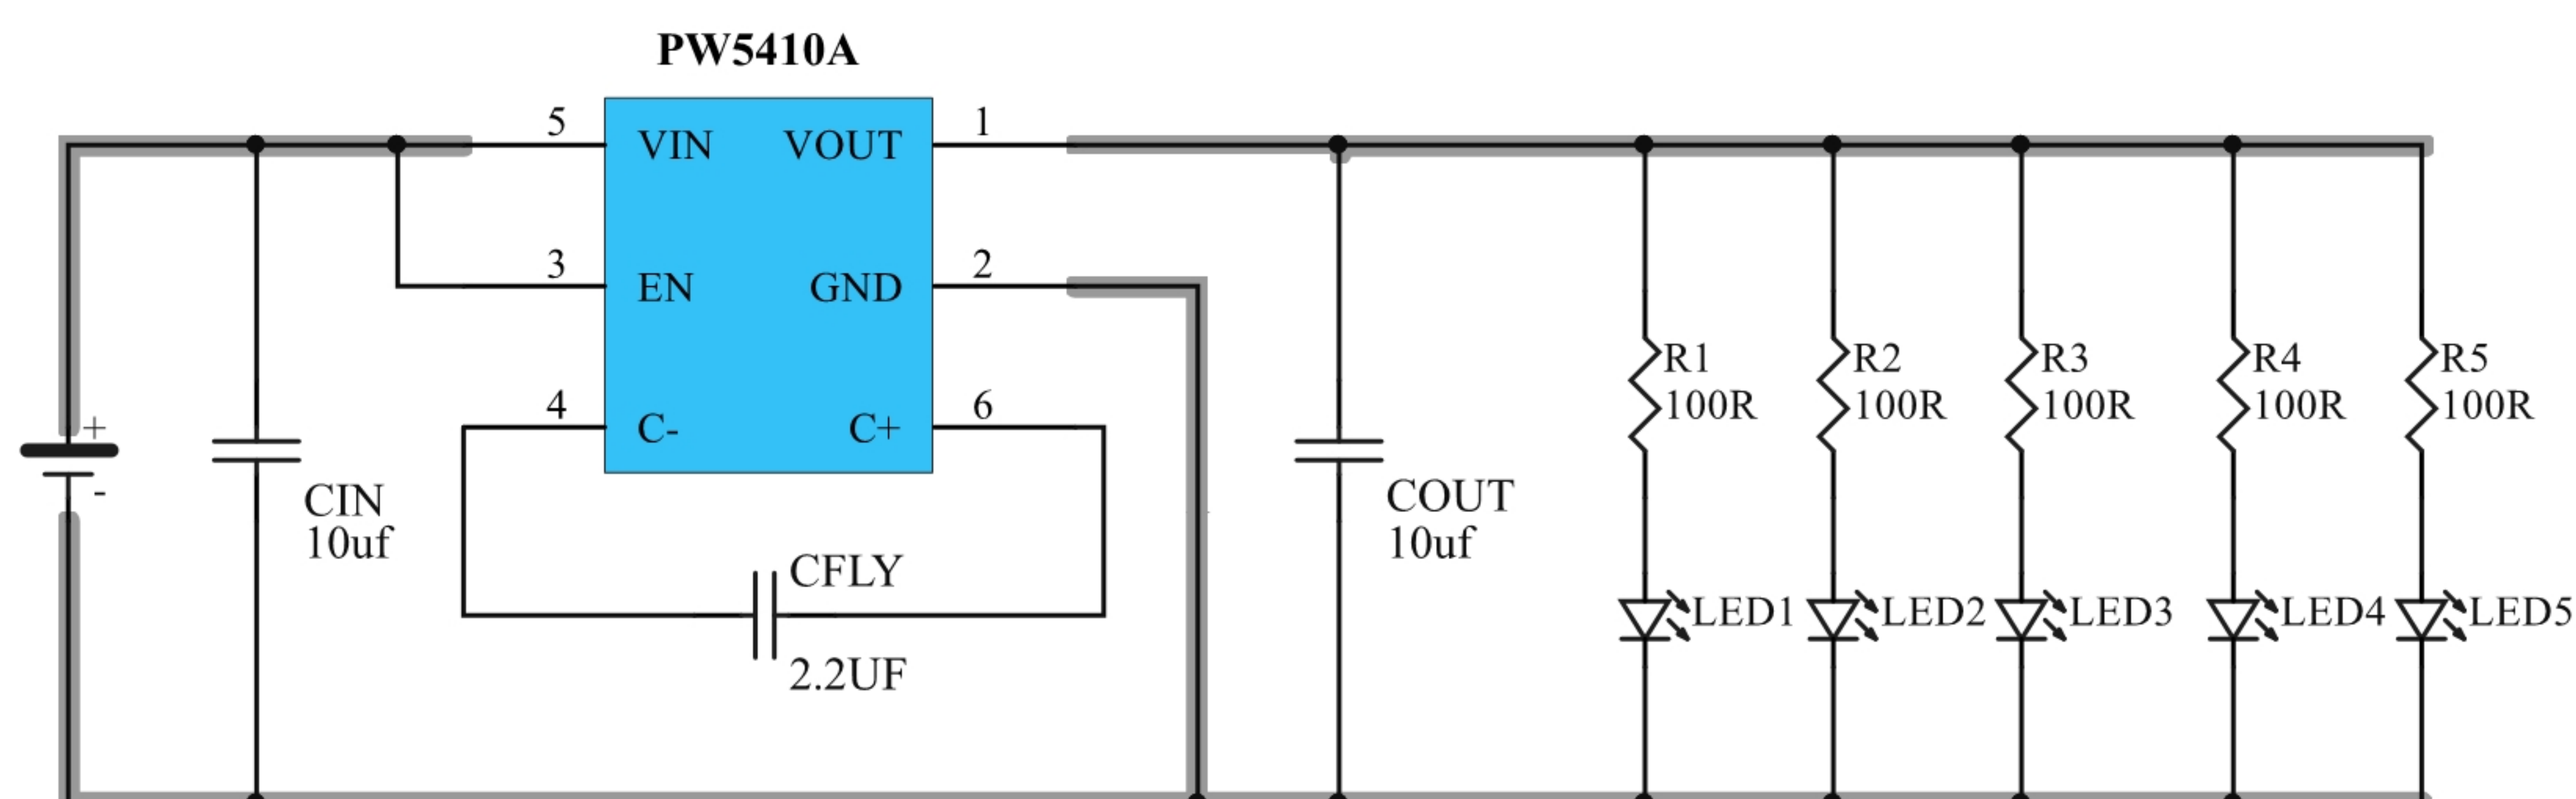 PW5410A
5
VIN
VOUT
1
3
EN
GND
2
4
C-
C+
6
+
-
CIN
10uf
CFLY
2.2UF
COUT
10uf
R1
100R
R2
100R
R3
100R
R4
100R
R5
100R
LED1
LED2
LED3
LED4
LED5